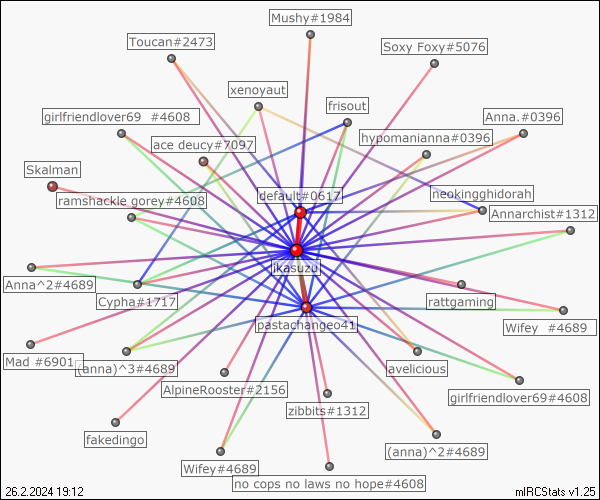 Mushy#1984
Toucan#2473
Soxy Foxy#5076
xenoyaut
frisout
girlfriendlover69 #4608
Anna.#0396
ace deucy#7097
hypomanianna#0396
Skalman
default#0617
neokingghidorah
ramshackle gorey#4608
Annarchist#1312
ikasuzui
Anna^2#4689
Cypha#1717
rattgaming
pastachangeo41
Wifey #4689
Mad #6901
(anna)^3#4689
avelicious
AlpineRooster#2156
girlfriendlover69#4608
zibbits#1312
fakedingo
(anna)^2#4689
Wifey#4689
no cops no laws no hope#4608
26.2.2024 19:12
mIRCStats v1.25